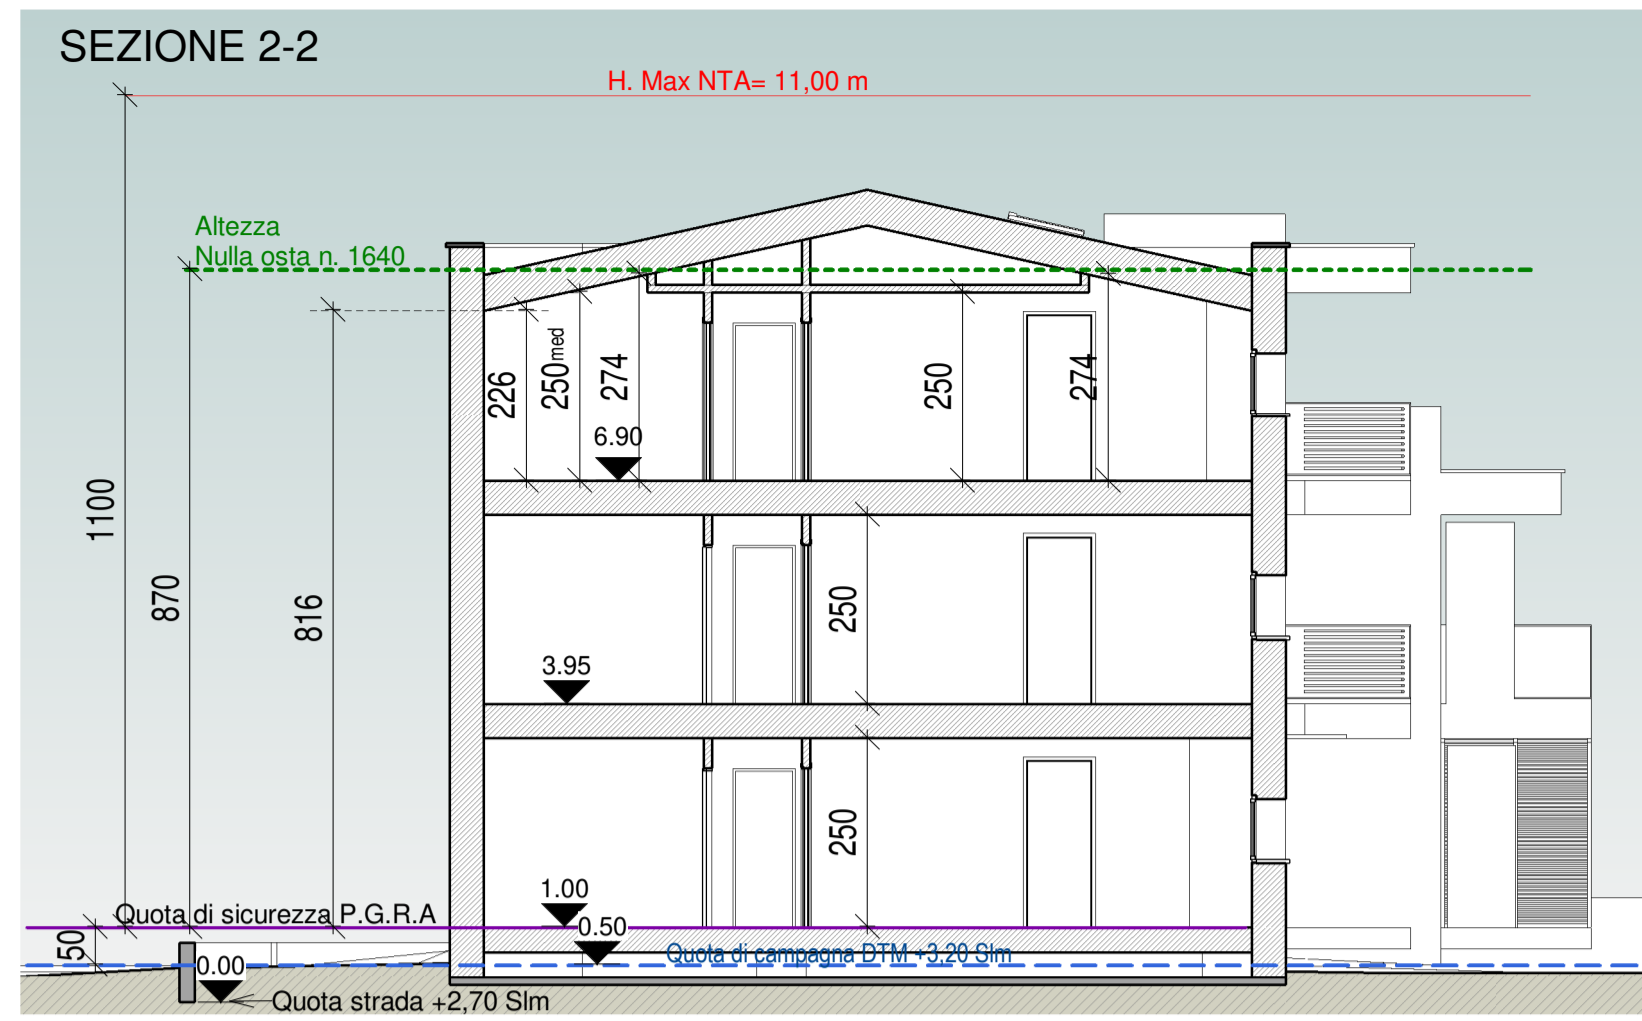 SEZIONE 2-2
H. Max NTA= 11,00 m
Altezza
Nulla osta n. 1640
226
250med
274
250
274
6.90
1100
870
816
250
3.95
250
1.00
Quota di sicurezza P.G.R.A
0.50
50
Quota di campagna DTM +3,20 Slm
0.00
Quota strada +2,70 Slm